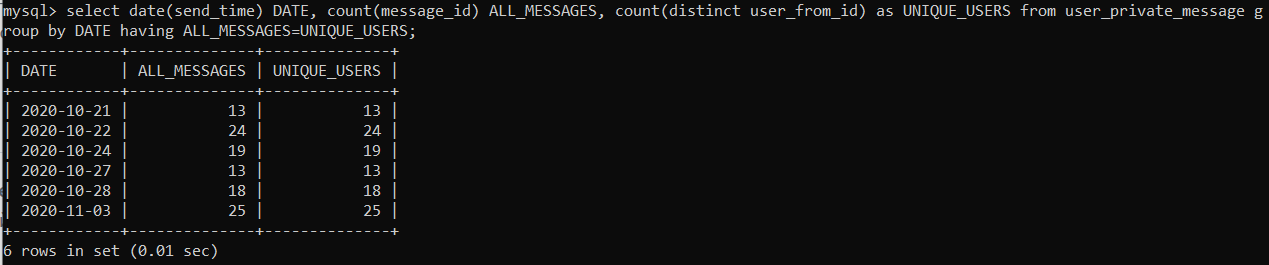 mysql> select date(send_time) DATE, count(message_id) ALL_MESSAGES, count(distinct user_from_id) as UNIQUE_USERS from user_private_message g
roup by DATE having ALL_MESSAGES=UNIQUE_USERS;
+------------+--------------+--------------+
| DATE       | ALL_MESSAGES | UNIQUE_USERS |
+------------+--------------+--------------+
| 2020-10-21 |           13 |           13 |
| 2020-10-22 |           24 |           24 |
| 2020-10-24 |           19 |           19 |
| 2020-10-27 |           13 |           13 |
| 2020-10-28 |           18 |           18 |
| 2020-11-03 |           25 |           25 |
+------------+--------------+--------------+
6 rows in set (0.01 sec)